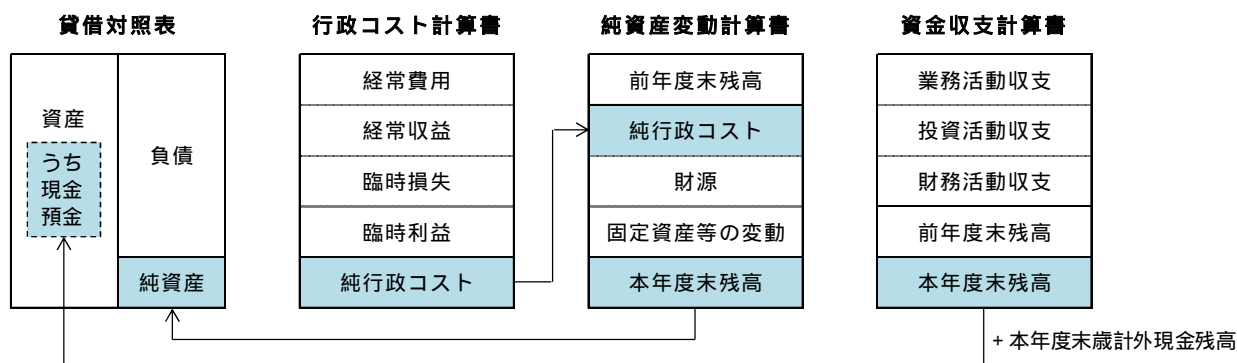 貸借対照表
資産
うち
現金
預金
負債
純資産
行政コスト計算書
経常費用
経常収益
臨時損失
臨時利益
純行政コスト
純資産変動計算書
前年度末残高
純行政コスト
財源
固定資産等の変動
本年度末残高
資金収支計算書
業務活動収支
投資活動収支
財務活動収支
前年度末残高
本年度末残高
+ 本年度末歳計外現金残高